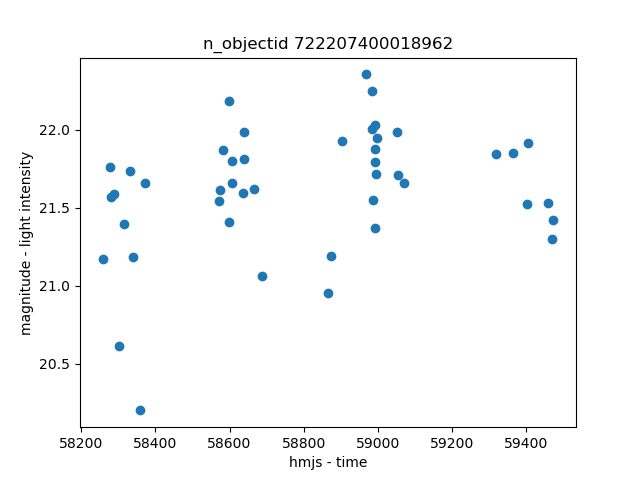 n_objectid 722207400018962
magnitude - light intensity
22.0
21.5
21.0
20.5
58200 58400 58600 58800 59000 59200 59400
hmjs - time